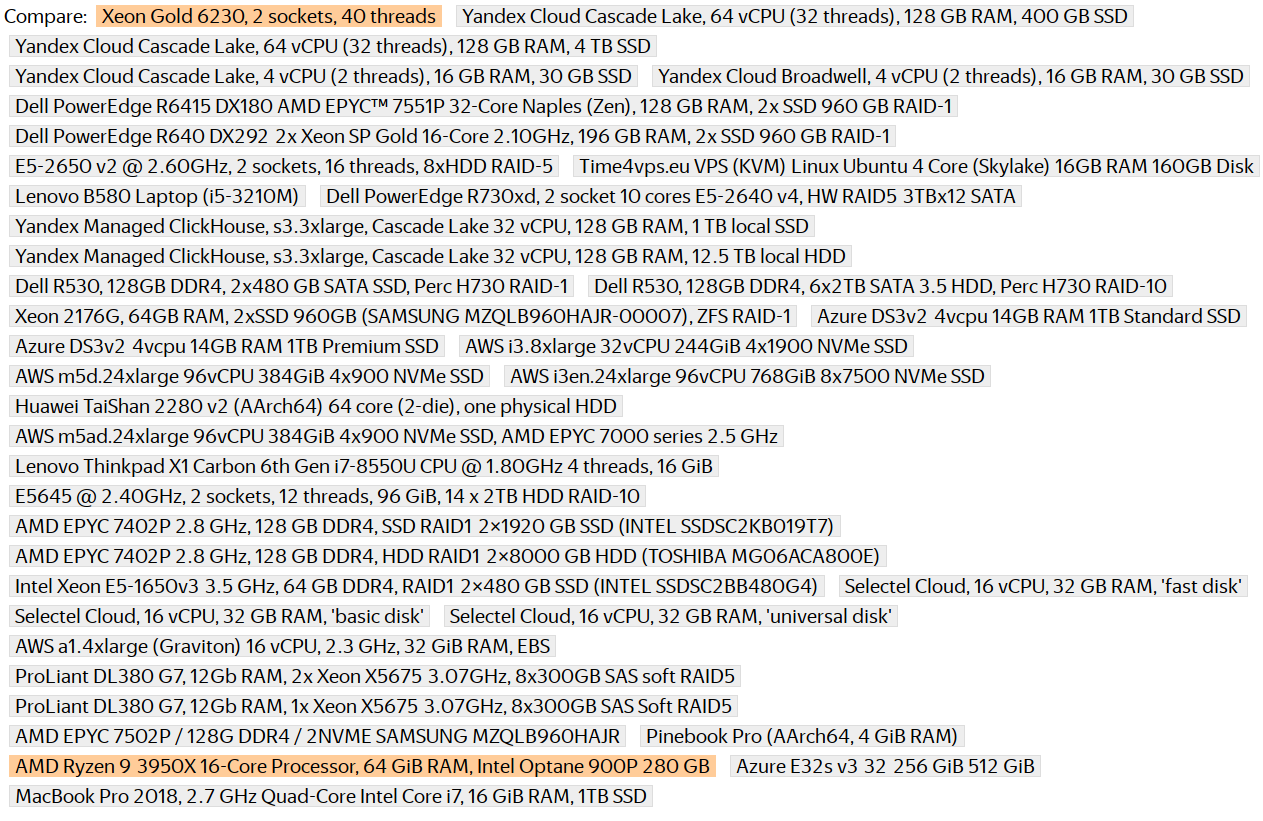 Compare: Xeon Gold 6230, 2 sockets, 40 threads Yandex Cloud Cascade Lake, 64 vCPU (32 threads), 128 GB RAM, 400 GB SSD
Yandex Cloud Cascade Lake, 64 vCPU (32 threads), 128 GB RAM, 4 TB SSD
Yandex Cloud Cascade Lake, 4 vCPU (2 threads), 16 GB RAM, 30 GB SSD Yandex Cloud Broadwell, 4 vCPU (2 threads), 16 GB RAM, 30 GB SSD
Dell PowerEdge R6415 DX180 AMD EPYC™ 7551P 32-Core Naples (Zen), 128 GB RAM, 2x SSD 960 GB RAID-1
Dell PowerEdge R640 DX292 2x Xeon SP Gold 16-Core 2.10GHz, 196 GB RAM, 2x SSD 960 GB RAID-1
E5-2650 v2 @ 2.60GHz, 2 sockets, 16 threads, 8xHDD RAID-5 Time4vps.eu VPS (KVM) Linux Ubuntu 4 Core (Skylake) 16GB RAM 160GB Disk
Lenovo B580 Laptop (i5-3210M) Dell PowerEdge R730xd, 2 socket 10 cores E5-2640 v4, HW RAID5 3TBx12 SATA
Yandex Managed ClickHouse, s3.3xlarge, Cascade Lake 32 vCPU, 128 GB RAM, 1 TB local SSD
Yandex Managed ClickHouse, s3.3xlarge, Cascade Lake 32 vCPU, 128 GB RAM, 12.5 TB local HDD
Dell R530, 128GB DDR4, 2x480 GB SATA SSD, Perc H730 RAID-1 Dell R530, 128GB DDR4, 6x2TB SATA 3.5 HDD, Perc H730 RAID-10
Xeon 2176G, 64GB RAM, 2xSSD 960GB (SAMSUNG MZQLB960HAJR-00007), ZFS RAID-1 Azure DS3v2 4vcpu 14GB RAM 1TB Standard SSD
Azure DS3v2 4vcpu 14GB RAM 1TB Premium SSD AWS i3.8xlarge 32vCPU 244GiB 4x1900 NVMe SSD
AWS m5d.24xlarge 96vCPU 384GiB 4x900 NVMe SSD AWS i3en.24xlarge 96vCPU 768GiB 8x7500 NVMe SSD
Huawei TaiShan 2280 v2 (AArch64) 64 core (2-die), one physical HDD
AWS m5ad.24xlarge 96vCPU 384GiB 4x900 NVMe SSD, AMD EPYC 7000 series 2.5 GHz
Lenovo Thinkpad X1 Carbon 6th Gen i7-8550U CPU @ 1.80GHz 4 threads, 16 GiB
E5645 @ 2.40GHz, 2 sockets, 12 threads, 96 GiB, 14 x 2TB HDD RAID-10
AMD EPYC 7402P 2.8 GHz, 128 GB DDR4, SSD RAID1 2×1920 GB SSD (INTEL SSDSC2KB019T7)
AMD EPYC 7402P 2.8 GHz, 128 GB DDR4, HDD RAID1 2×8000 GB HDD (TOSHIBA MG06ACA800E)
Intel Xeon E5-1650v3 3.5 GHz, 64 GB DDR4, RAID1 2×480 GB SSD (INTEL SSDSC2BB480G4) Selectel Cloud, 16 vCPU, 32 GB RAM, 'fast disk'
Selectel Cloud, 16 vCPU, 32 GB RAM, 'basic disk' Selectel Cloud, 16 vCPU, 32 GB RAM, 'universal disk'
AWS a1.4xlarge (Graviton) 16 vCPU, 2.3 GHz, 32 GiB RAM, EBS
ProLiant DL380 G7, 12Gb RAM, 2x Xeon X5675 3.07GHz, 8x300GB SAS soft RAID5
ProLiant DL380 G7, 12Gb RAM, 1x Xeon X5675 3.07GHz, 8x300GB SAS Soft RAID5
AMD EPYC 7502P / 128G DDR4 / 2NVME SAMSUNG MZQLB960HAJR Pinebook Pro (AArch64, 4 GiB RAM)
AMD Ryzen 9 3950X 16-Core Processor, 64 GiB RAM, Intel Optane 900P 280 GB Azure E32s v3 32 256 GiB 512 GiB
MacBook Pro 2018, 2.7 GHz Quad-Core Intel Core i7, 16 GiB RAM, 1TB SSD